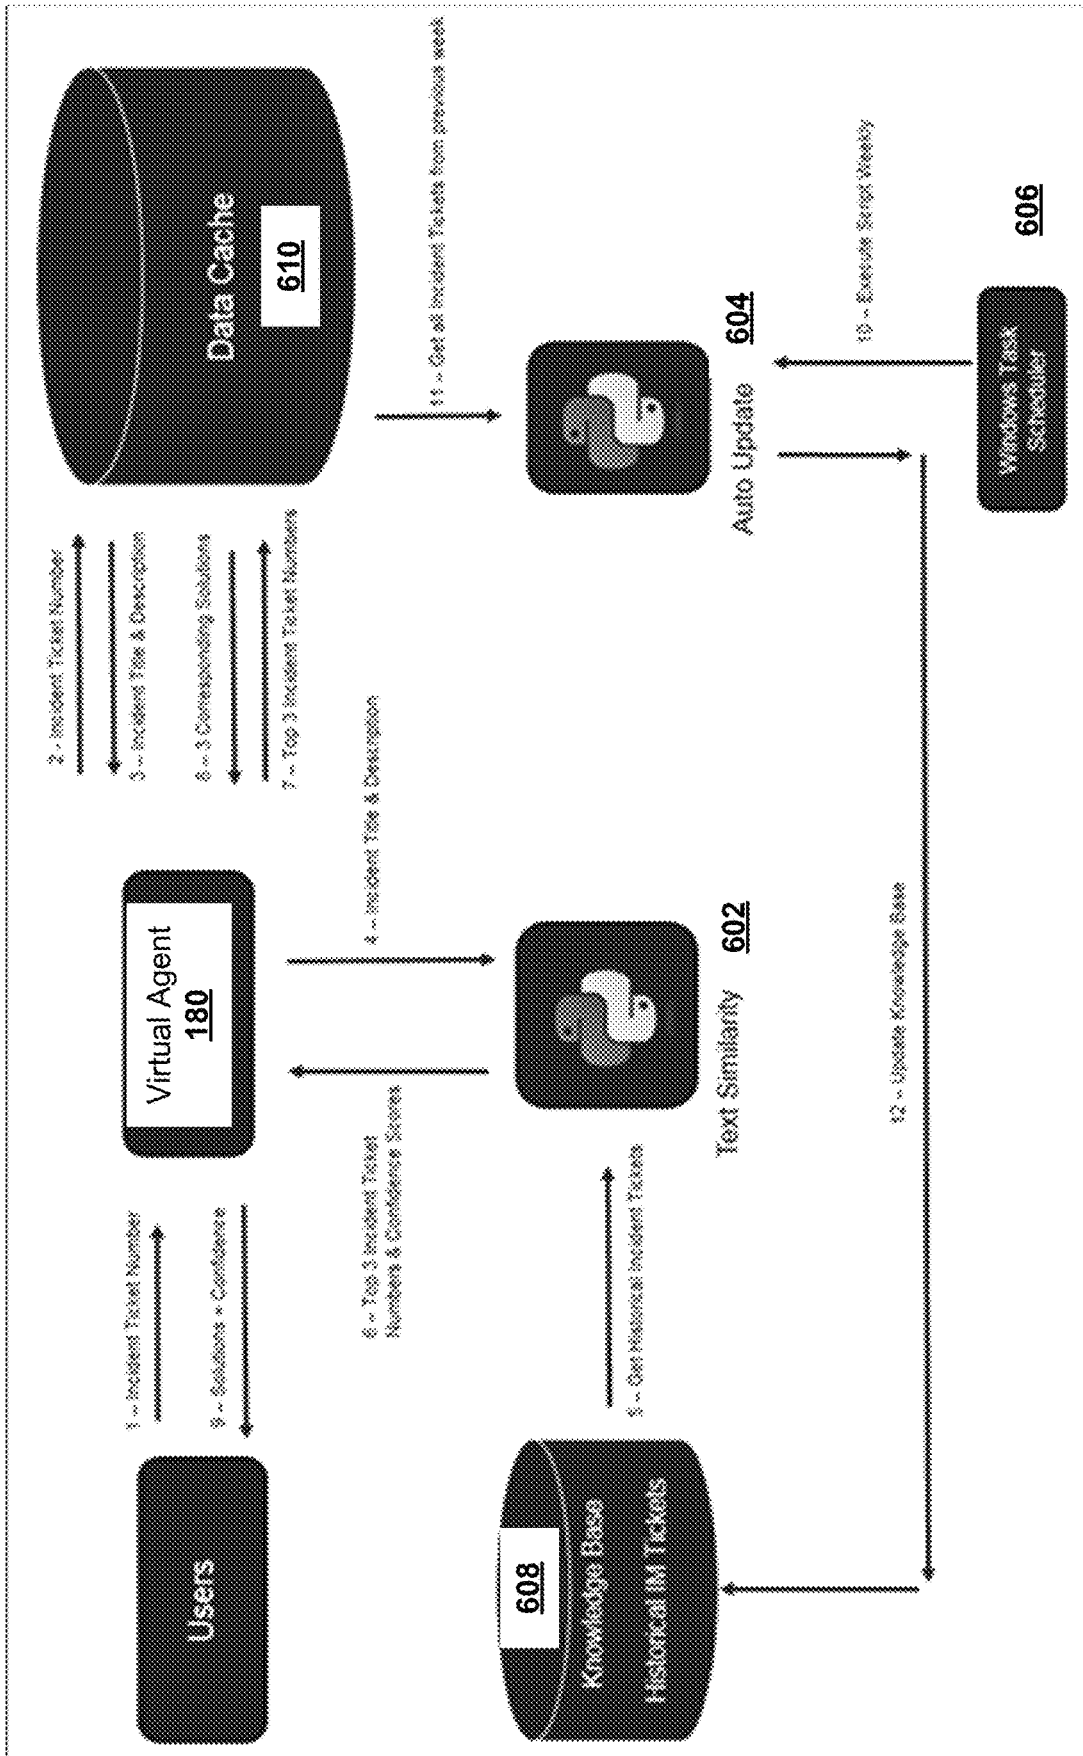 Users
1 – Incident Ticket Number
9 – Solutions + Confidence
Virtual Agent
180
2 - Incident Ticket Number
3 – Incident Title & Description
8 – 3 Corresponding Solutions
7 – Top 3 Incident Ticket Numbers
Data Cache
610
6 – Top 3 Incident Ticket
Numbers & Confidence Scores
4 – Incident Title & Description
11 – Get all Incident Tickets from previous week
608
Knowledge Base
Historical IM Tickets
5 – Get Historical Incident Tickets
Text Similarity
602
Auto Update
604
12 – Update Knowledge Base
10 – Execute Script Weekly
Windows Task
Scheduler
606